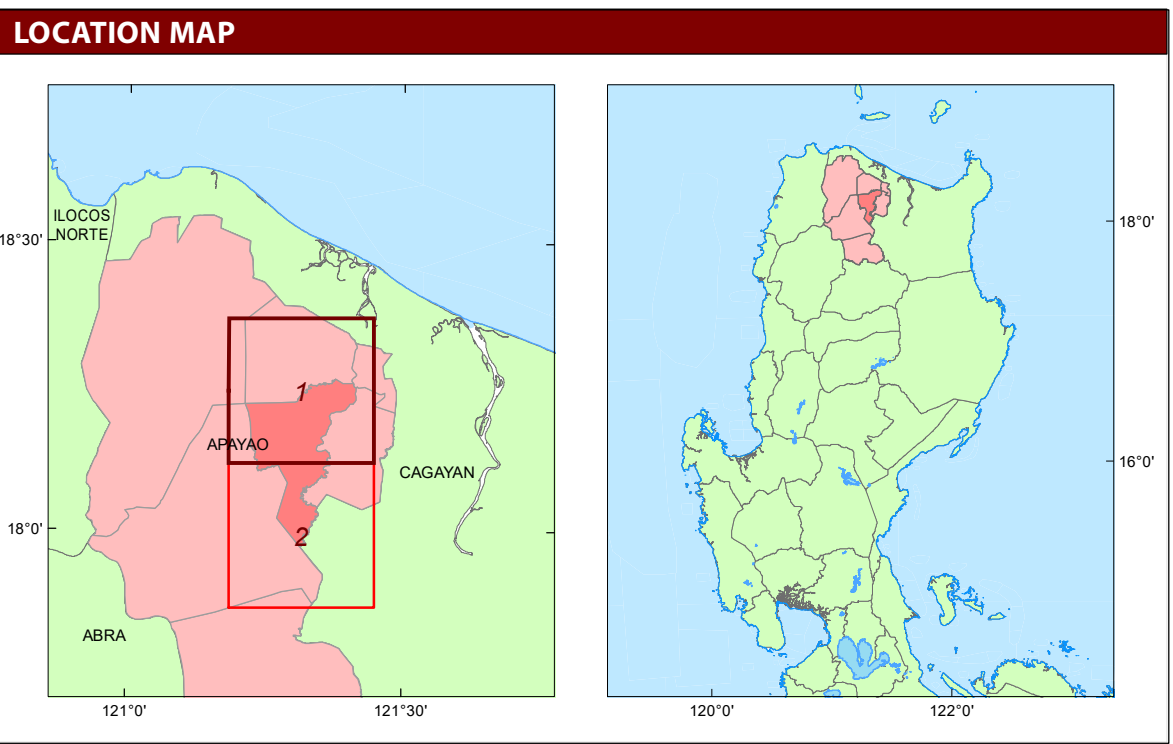 LOCATION MAP
ILOCOS
NORTE
18°30'
1
APAYAO
CAGAYAN
18°0'
2
ABRA
121°0'
121°30'
18°0'
16°0'
120°0'
122°0'